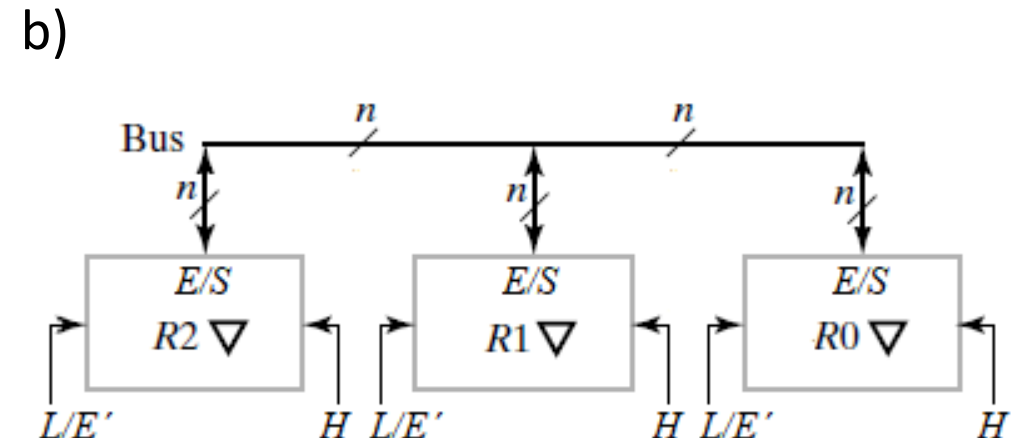 b)
n n
Bus
n n n
E/S E/S E/S
R2 R1 R0
L/E´ H L/E´ H L/E´ H